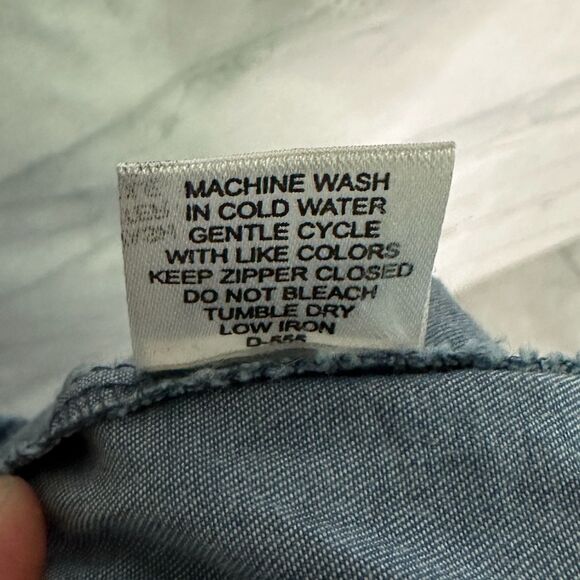 MACHINE WASH
IN COLD WATER
GENTLE CYCLE
WITH LIKE COLORS
KEEP ZIPPER CLOSED
DO NOT BLEACH
TUMBLE DRY
LOW IRON
D-555